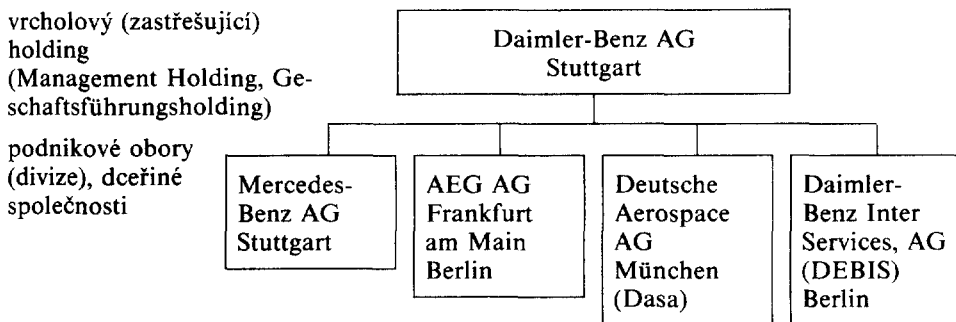 vrcholový (zastřešující)
holding
(Management Holding, Ge-
schaftsführungsholding)
Daimler-Benz AG
Stuttgart
podnikové obory
(divize), dceřiné
společnosti
Mercedes-
Benz AG
Stuttgart
AEG AG
Frankfurt
am Main
Berlin
Deutsche
Aerospace
AG
München
(Dasa)
Daimler-
Benz Inter
Services, AG
(DEBIS)
Berlin